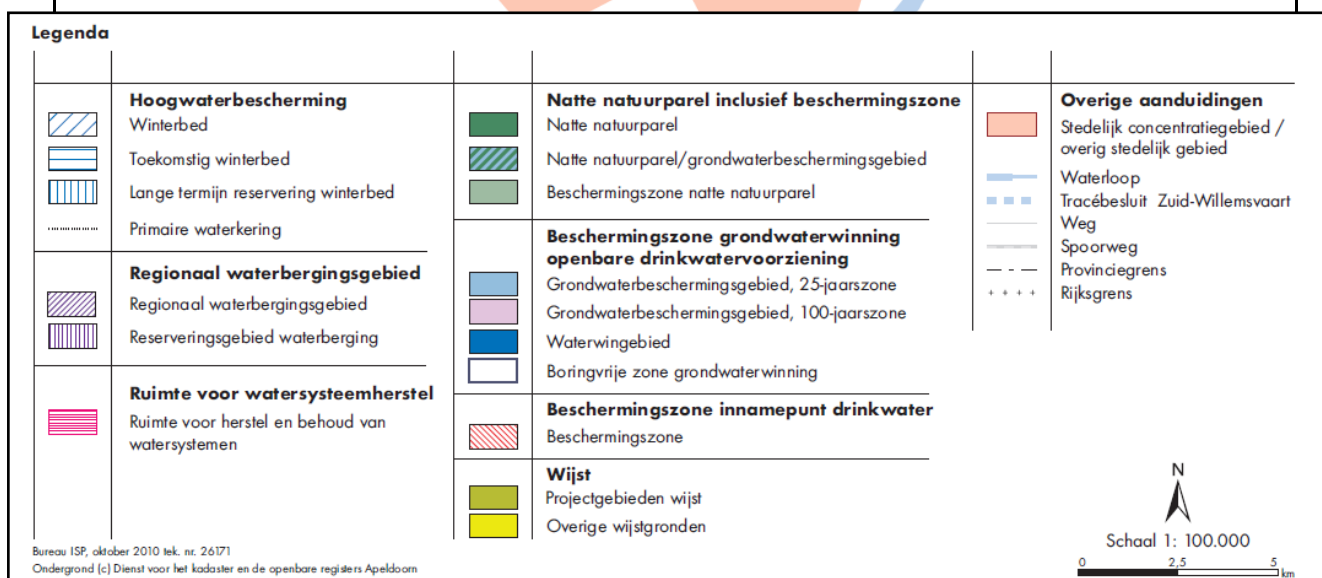 Legenda
Hoogwaterbescherming
Winterbed
Toekomstig winterbed
Lange termijn reservering winterbed
Primaire waterkering
Regionaal waterbergingsgebied
Regionaal waterbergingsgebied
Reserveringsgebied waterberging
Ruimte voor watersysteemherstel
Ruimte voor herstel en behoud van
watersystemen
Natte natuurparel inclusief beschermingszone
Natte natuurparel
Natte natuurparel/grondwaterbeschermingsgebied
Beschermingszone natte natuurparel
Beschermingszone grondwaterwinning
openbare drinkwatervoorziening
Grondwaterbeschermingsgebied, 25-jaarszone
Grondwaterbeschermingsgebied, 100-jaarszone
Waterwingebied
Boringvrije zone grondwaterwinning
Beschermingszone innamepunt drinkwater
Beschermingszone
Wijst
Projectgebieden wijst
Overige wijstgronden
Overige aanduidingen
Stedelijk concentratiegebied /
overig stedelijk gebied
Waterloop
Tracébesluit Zuid-Willemsvaart
Weg
Spoorweg
Provinciegrens
Rijksgrens
N
Schaal 1: 100.000
0 2,5 5
km
Bureau ISP, oktober 2010 tek. nr. 26171
Ondergrond (c) Dienst voor het kadaster en de openbare registers Apeldoorn